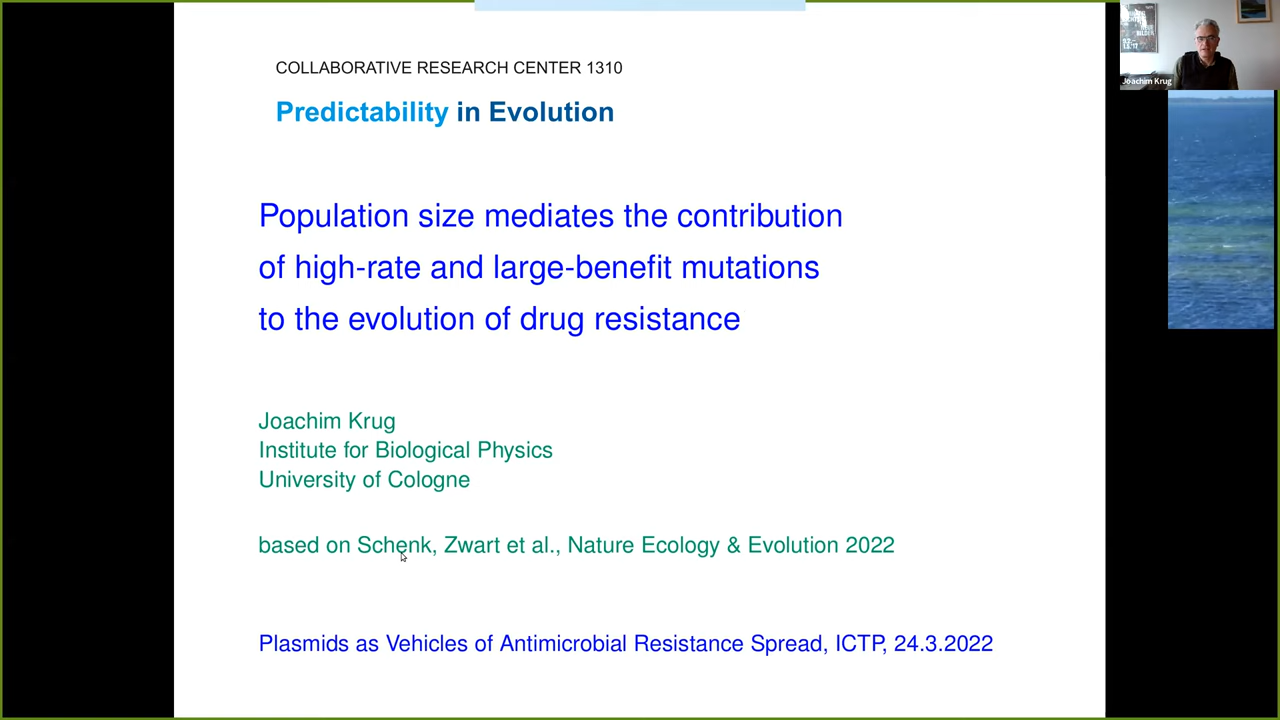 COLLABORATIVE RESEARCH CENTER 1310
Predictability in Evolution
Population size mediates the contribution
of high-rate and large-benefit mutations
to the evolution of drug resistance
Joachim Krug
Institute for Biological Physics
University of Cologne
based on Schenk, Zwart et al., Nature Ecology & Evolution 2022
Plasmids as Vehicles of Antimicrobial Resistance Spread, ICTP, 24.3.2022
Joachim Krug